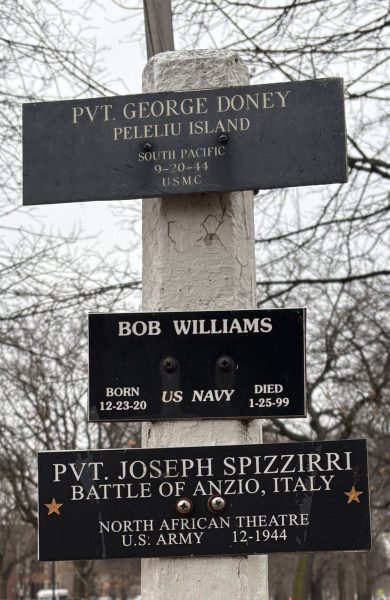 PVT. GEORGE DONEY
PELELIU ISLAND
SOUTH PACIFIC
9-20-44
USMC
BOB WILLIAMS
BORN US NAVY DIED
12-23-20 1-25-99
PVT. JOSEPH SPIZZIRRI
BATTLE OF ANZIO, ITALY
NORTH AFRICAN THEATRE
U.S. ARMY 12-1944